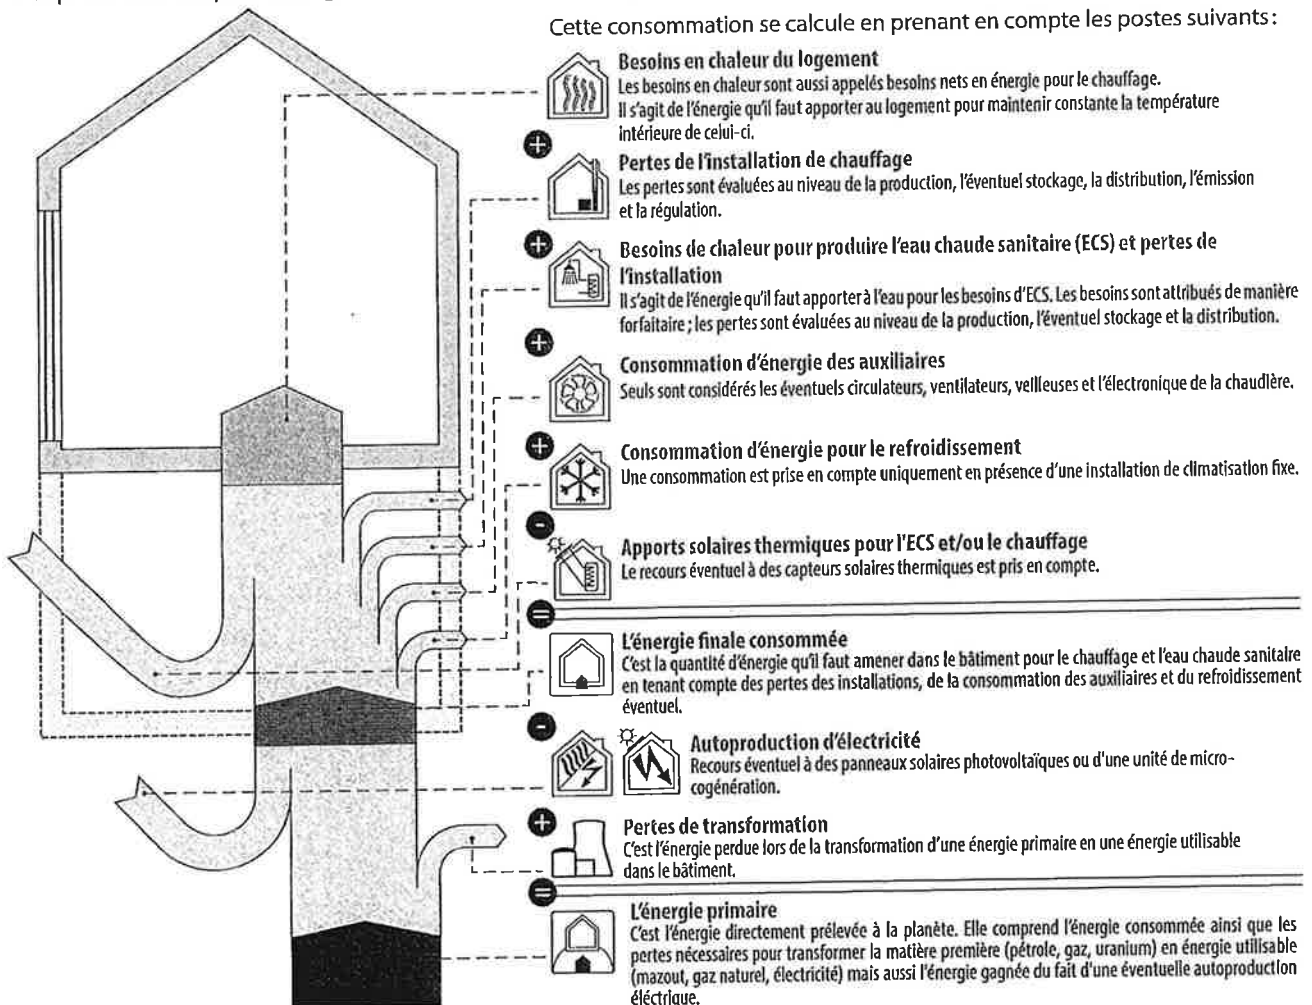 Cette consommation se calcule en prenant en compte les postes suivants:
Besoins en chaleur du logement
Les besoins en chaleur sont aussi appelés besoins nets en énergie pour le chauffage.
Il s'agit de l'énergie qu'il faut apporter au logement pour maintenir constante la température
intérieure de celui-ci.
+
Pertes de l'installation de chauffage
Les pertes sont évaluées au niveau de la production, l'éventuel stockage, la distribution, l'émission
et la régulation.
+
Besoins de chaleur pour produire l'eau chaude sanitaire (ECS) et pertes de
l'installation
Il s'agit de l'énergie qu'il faut apporter à l'eau pour les besoins d'ECS. Les besoins sont attribués de manière
forfaitaire ; les pertes sont évaluées au niveau de la production, l'éventuel stockage et la distribution.
+
Consommation d'énergie des auxiliaires
Seuls sont considérés les éventuels circulateurs, ventilateurs, veilleuses et l'électronique de la chaudière.
+
Consommation d'énergie pour le refroidissement
Une consommation est prise en compte uniquement en présence d'une installation de climatisation fixe.
-
Apports solaires thermiques pour l'ECS et/ou le chauffage
Le recours éventuel à des capteurs solaires thermiques est pris en compte.
=
L'énergie finale consommée
C'est la quantité d'énergie qu'il faut amener dans le bâtiment pour le chauffage et l'eau chaude sanitaire
en tenant compte des pertes des installations, de la consommation des auxiliaires et du refroidissement
éventuel.
-
Autoproduction d'électricité
Recours éventuel à des panneaux solaires photovoltaïques ou d'une unité de micro-
cogénération.
+
Pertes de transformation
C'est l'énergie perdue lors de la transformation d'une énergie primaire en une énergie utilisable
dans le bâtiment.
=
L'énergie primaire
C'est l'énergie directement prélevée à la planète. Elle comprend l'énergie consommée ainsi que les
pertes nécessaires pour transformer la matière première (pétrole, gaz, uranium) en énergie utilisable
(mazout, gaz naturel, électricité) mais aussi l'énergie gagnée du fait d'une éventuelle autoproduction
éléctrique.